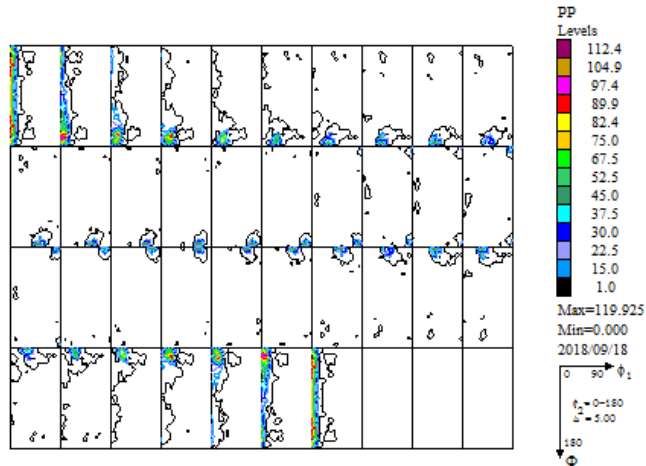 PP
Levels
112.4
104.9
97.4
89.9
82.4
75.0
67.5
52.5
45.0
37.5
30.0
22.5
15.0
1.0
Max=119.925
Min=0.000
2018/09/18
0 90 ϕ1
ϕ2= 0-180
= 5.00
180
Φ